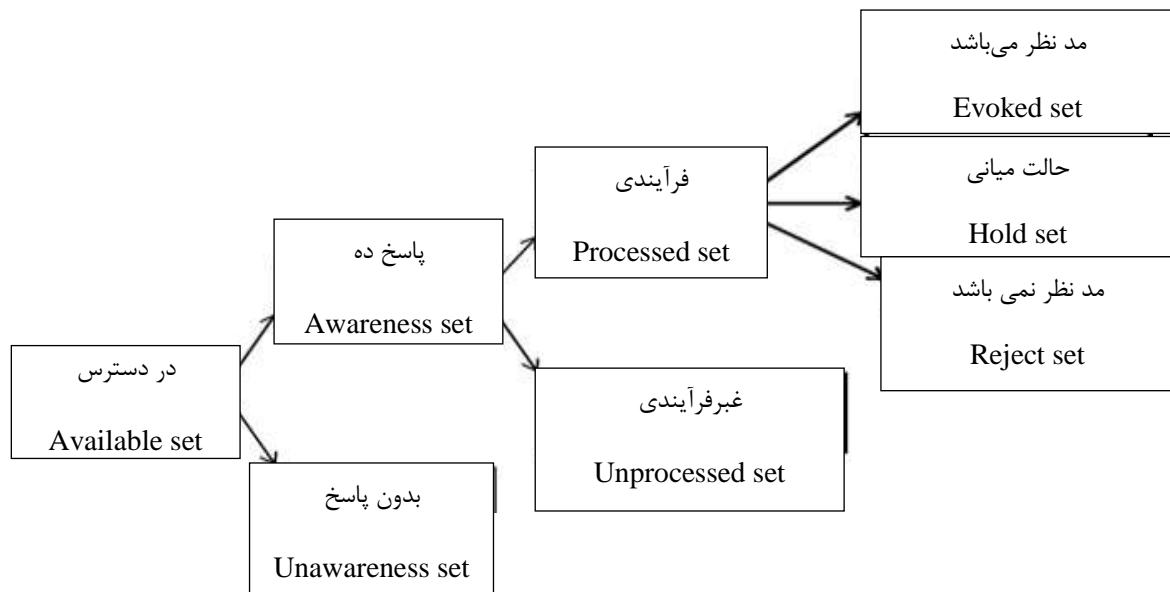 در دسترس
Available set
پاسخ ده
Awareness set
بدون پاسخ
Unawareness set
فرآیندی
Processed set
غبرفرآیندی
Unprocessed set
مد نظر می‌باشد
Evoked set
حالت میانی
Hold set
مد نظر نمی باشد
Reject set